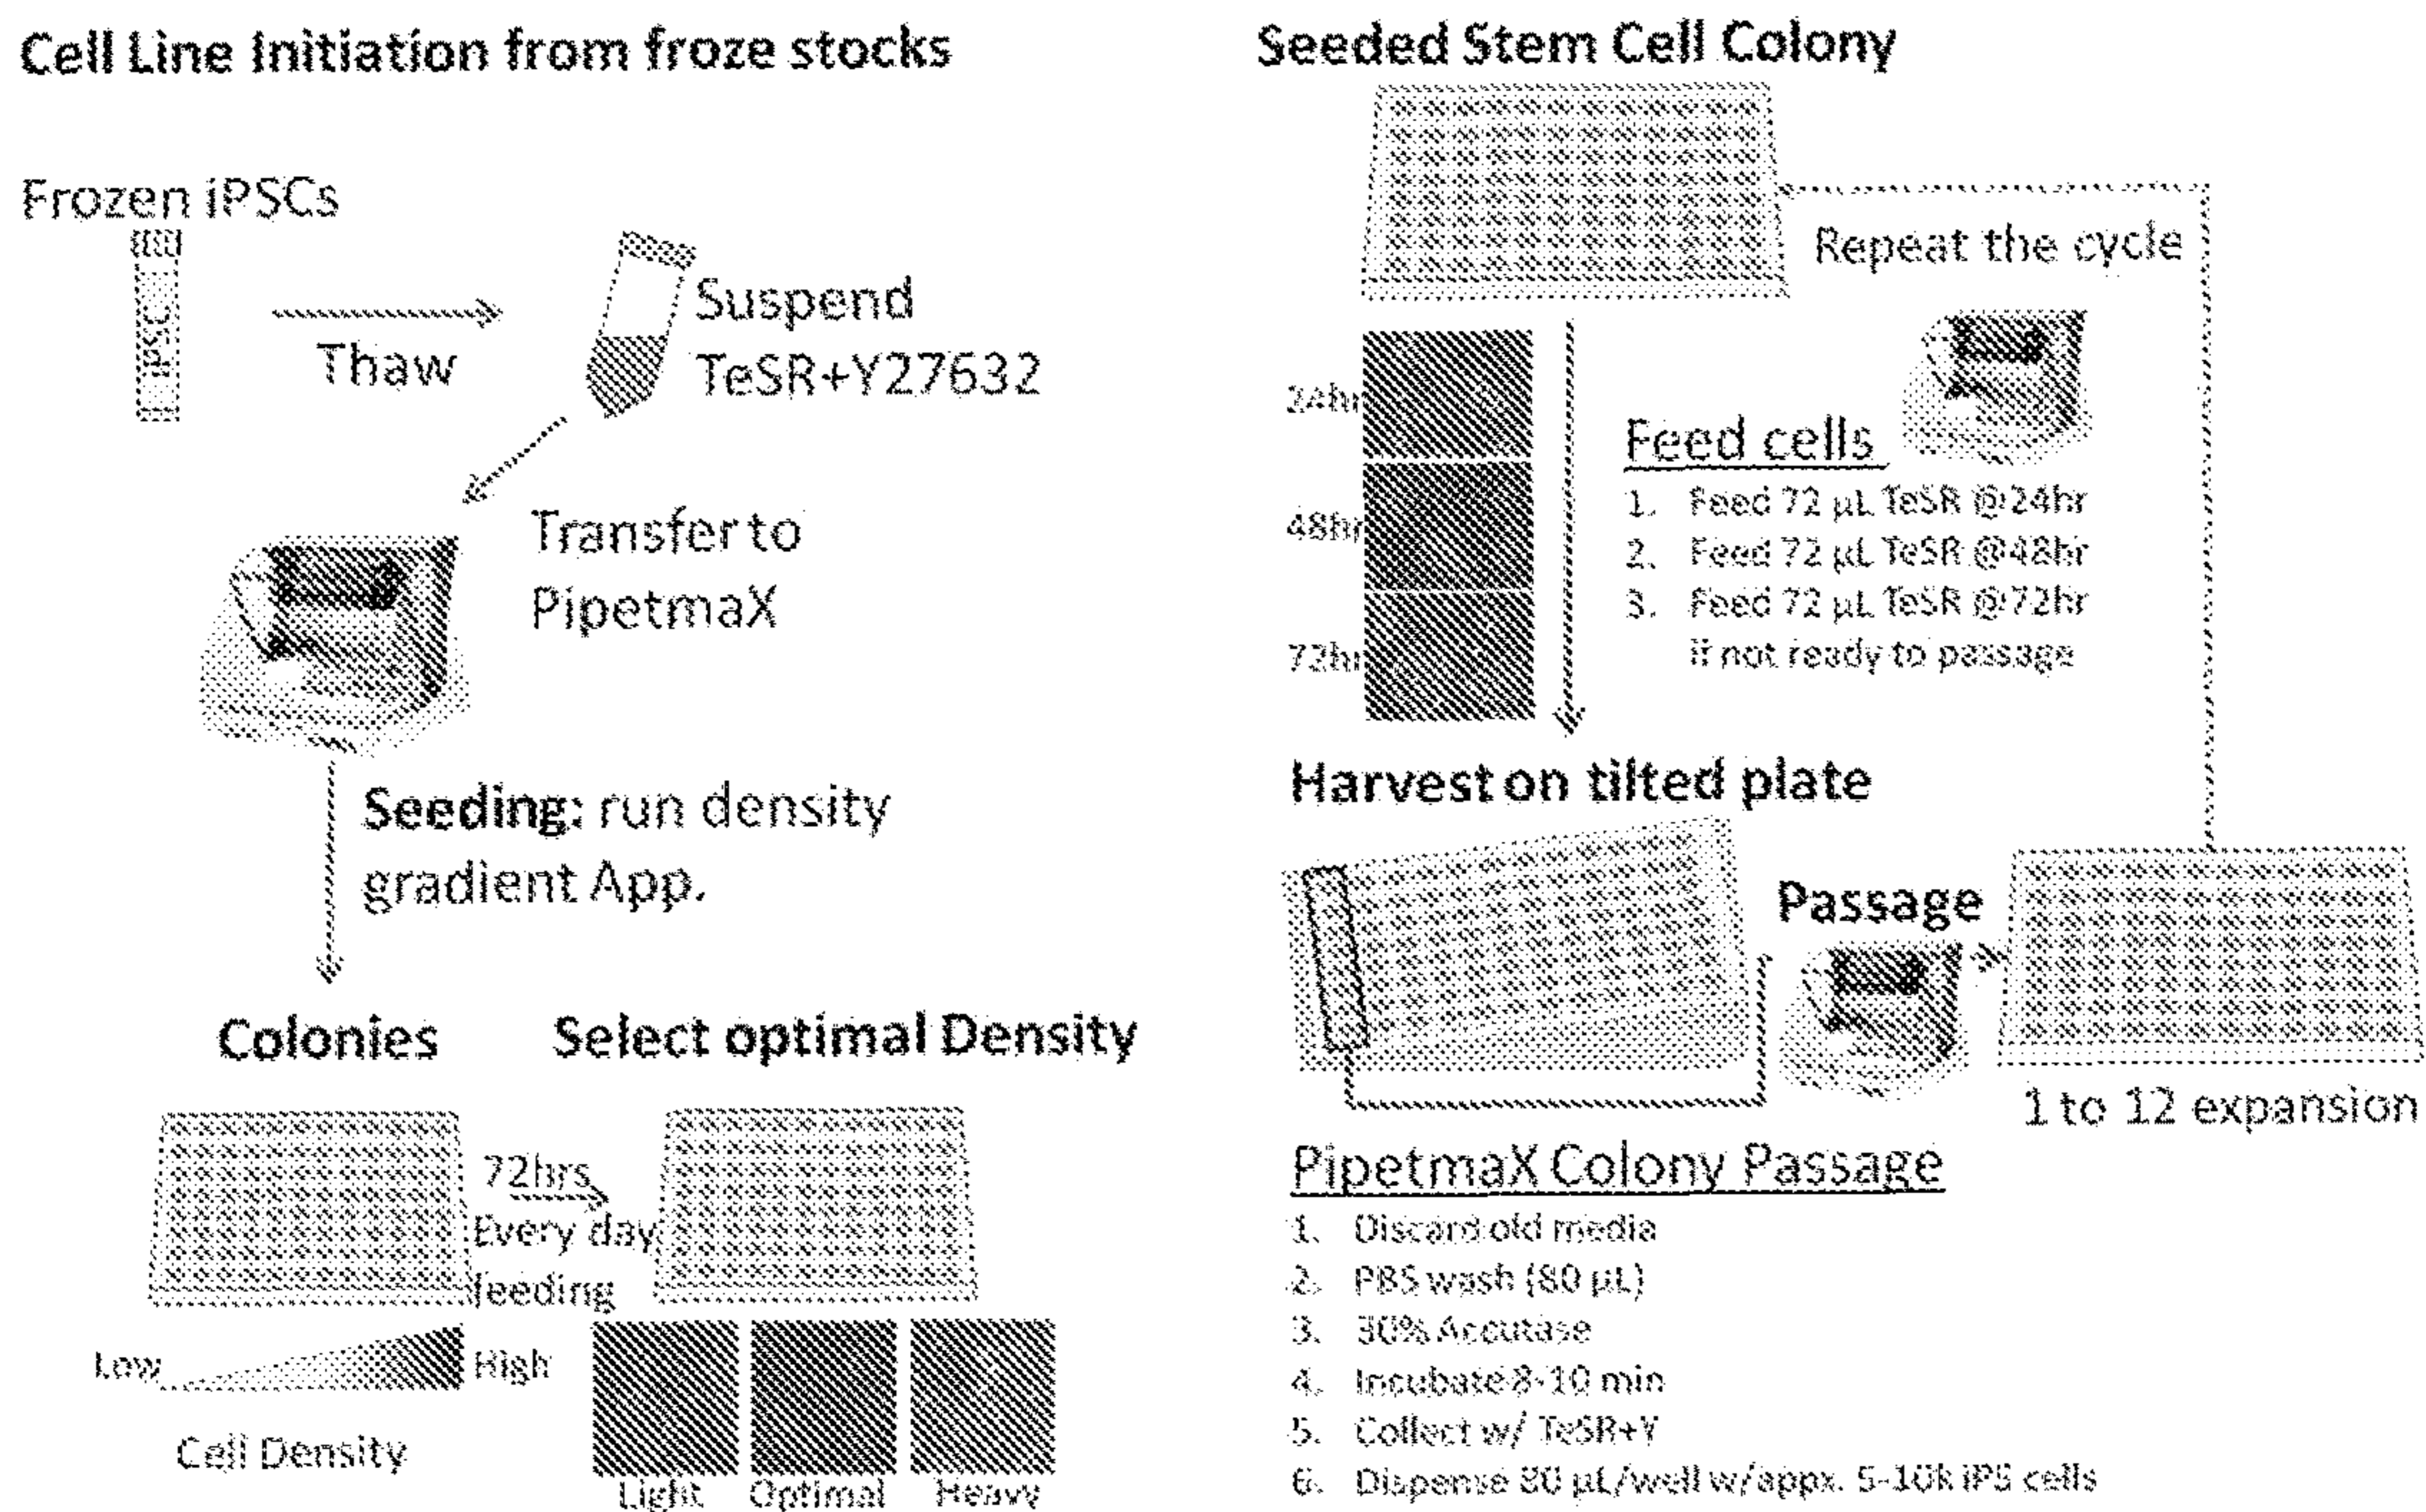 Cell Line Initiation from froze stocks
Frozen iPSCs
iPSC
Thaw
Suspend
TeSR+Y27632
Transfer to
PipetmaX
Seeding: run density
gradient App.
Colonies
Select optimal Density
72hrs
Every day
feeding
Low
High
Cell Density
Light
Optimal
Heavy
Seeded Stem Cell Colony
Repeat the cycle
24hr
48hr
72hr
Feed cells
1. Feed 72 µL TeSR @24hr
2. Feed 72 µL TeSR @48hr
3. Feed 72 µL TeSR @72hr
if not ready to passage
Harvest on tilted plate
Passage
1 to 12 expansion
PipetmaX Colony Passage
1. Discard old media
2. PBS wash (80 µL)
3. 30% Accutase
4. Incubate 8-10 min
5. Collect w/ TeSR+Y
6. Dispense 80 µL/well w/appx. 5-10k iPS cells